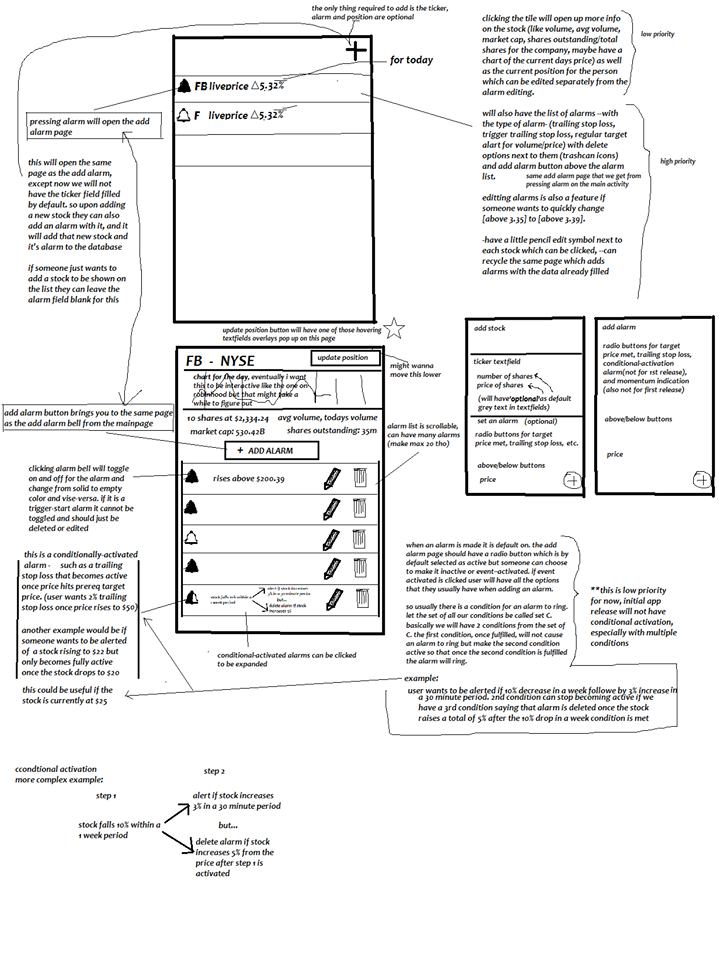 the only thing required to add is the ticker,
alarm and position are optional
for today
FB liveprice △5.32%
F liveprice △5.32%
pressing alarm will open the add
alarm page
this will open the same
page as the add alarm,
except now we will not
have the ticker field filled
by default. so upon adding
a new stock they can also
add an alarm with it, and it
will add that new stock and
it's alarm to the database
if someone just wants to
add a stock to be shown on
the list they can leave the
alarm field blank for this
clicking the tile will open up more info
on the stock (like volume, avg volume,
market cap, shares outstanding/total
shares for the company, maybe have a
chart of the current days price) as well
as the current position for the person
which can be edited separately from the
alarm editing.
low priority
will also have the list of alarms --with
the type of alarm- (trailing stop loss,
trigger trailing stop loss, regular target
alart for volume/price) with delete
options next to them (trashcan icons)
and add alarm button above the alarm
list.
same add alarm page that we get from
pressing alarm on the main activity
high priority
editting alarms is also a feature if
someone wants to quickly change
[above 3.35] to [above 3.39].
-have a little pencil edit symbol next to
each stock which can be clicked, --can
recycle the same page which adds
alarms with the data already filled
update position button will have one of those hovering
textfields overlays pop up on this
page
might wanna
move this lower
FB - NYSE
update position
chart for the day, eventually i want
this to be interactive like the one on
robinhood but that might take a
while to figure out
10 shares at $2,334.24
avg volume, todays volume
market cap: 530.42B
shares outstanding: 35m
+ ADD ALARM
rises above $200.39
alarm list is scrollable,
can have many alarms
(make max 20 tho)
add alarm button brings you to the same page
as the add alarm bell from the mainpage
clicking alarm bell will toggle
on and off for the alarm and
change from solid to empty
color and vise-versa. if it is a
trigger-start alarm it cannot be
toggled and should just be
deleted or edited
this is a conditionally-activated
alarm - such as a trailing
stop loss that becomes active
once price hits prereq target
price. (user wants 2% trailing
stop loss once price rises to $50)
another example would be if
someone wants to be alerted
of a stock rising to $22 but
only becomes fully active
once the stock drops to $20
this could be useful if the
stock is currently at $25
stock falls 10% within a
1 week period
alert if stock increases
3% in a 30 minute period
but...
delete alarm if stock
increases 5%
conditional-activated alarms can be clicked
to be expanded
add stock
ticker textfield
number of shares
price of shares
(will have 'optional' as default
grey text in textfields)
set an alarm (optional)
radio buttons for target
price met, trailing stop loss, etc.
above/below buttons
price
add alarm
radio buttons for target
price met, trailing stop loss,
conditional-activation
alarm(not for 1st release),
and momentum indication
(also not for first release)
above/below buttons
price
when an alarm is made it is default on. the add
alarm page should have a radio button which is by
default selected as active but someone can choose
to make it inactive or event--activated. if event
activated is clicked user will have all the options
that they usually have when adding an alarm.
so usually there is a condition for an alarm to ring.
let the set of all our conditions be called set C.
basically we will have 2 conditions from the set of
C. the first condition, once fulfilled, will not cause
an alarm to ring but make the second condition
active so that once the second condition is fulfilled
the alarm will ring.
**this is low priority
for now, initial app
release will not have
conditional activation,
especially with multiple
conditions
example:
user wants to be alerted if 10% decrease in a week followe by 3% increase in
a 30 minute period. 2nd condition can stop becoming active if we
have a 3rd condition saying that alarm is deleted once the stock
raises a total of 5% after the 10% drop in a week condition is met
ccondtional activation
more complex example:
step 1
step 2
stock falls 10% within a
1 week period
alert if stock increases
3% in a 30 minute period
but...
delete alarm if stock
increases 5% from the
price after step 1 is
activated